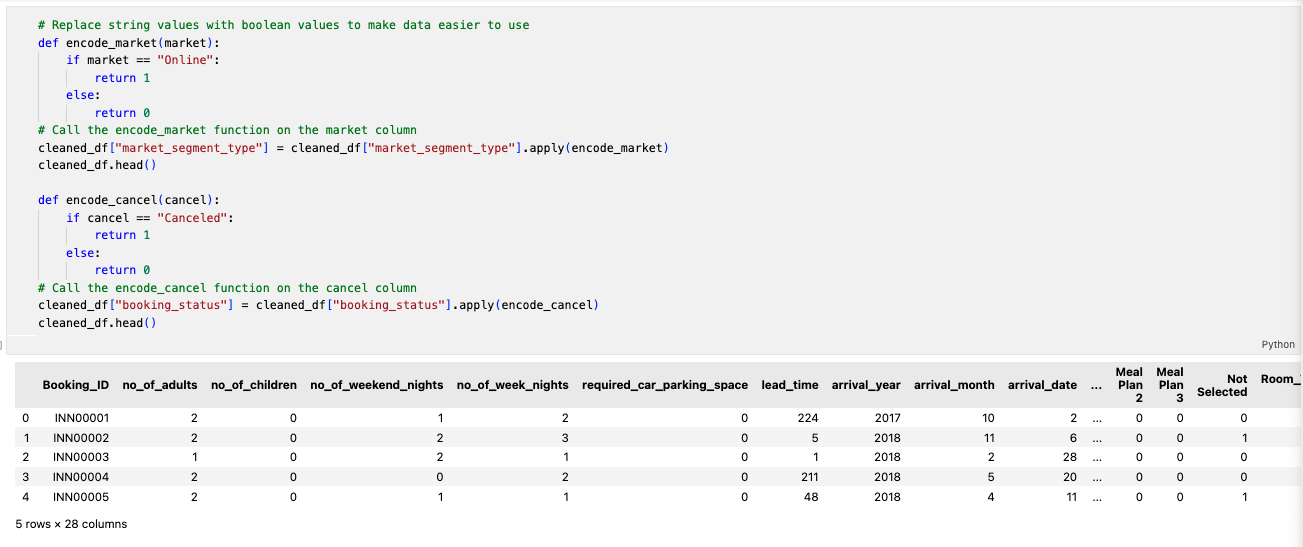 # Replace string values with boolean values to make data easier to use
def encode_market(market):
    if market == "Online":
        return 1
    else:
        return 0
# Call the encode_market function on the market column
cleaned_df["market_segment_type"] = cleaned_df["market_segment_type"].apply(encode_market)
cleaned_df.head()

def encode_cancel(cancel):
    if cancel == "Canceled":
        return 1
    else:
        return 0
# Call the encode_cancel function on the cancel column
cleaned_df["booking_status"] = cleaned_df["booking_status"].apply(encode_cancel)
cleaned_df.head()
]
Python
Booking_ID no_of_adults no_of_children no_of_weekend_nights no_of_week_nights required_car_parking_space lead_time arrival_year arrival_month arrival_date ... Meal Plan 2 Meal Plan 3 Not Selected Room_
0 INN00001 2 0 1 2 0 224 2017 10 2 ... 0 0 0
1 INN00002 2 0 2 3 0 5 2018 11 6 ... 0 0 1
2 INN00003 1 0 2 1 0 1 2018 2 28 ... 0 0 0
3 INN00004 2 0 0 2 0 211 2018 5 20 ... 0 0 0
4 INN00005 2 0 1 1 0 48 2018 4 11 ... 0 0 1
5 rows × 28 columns